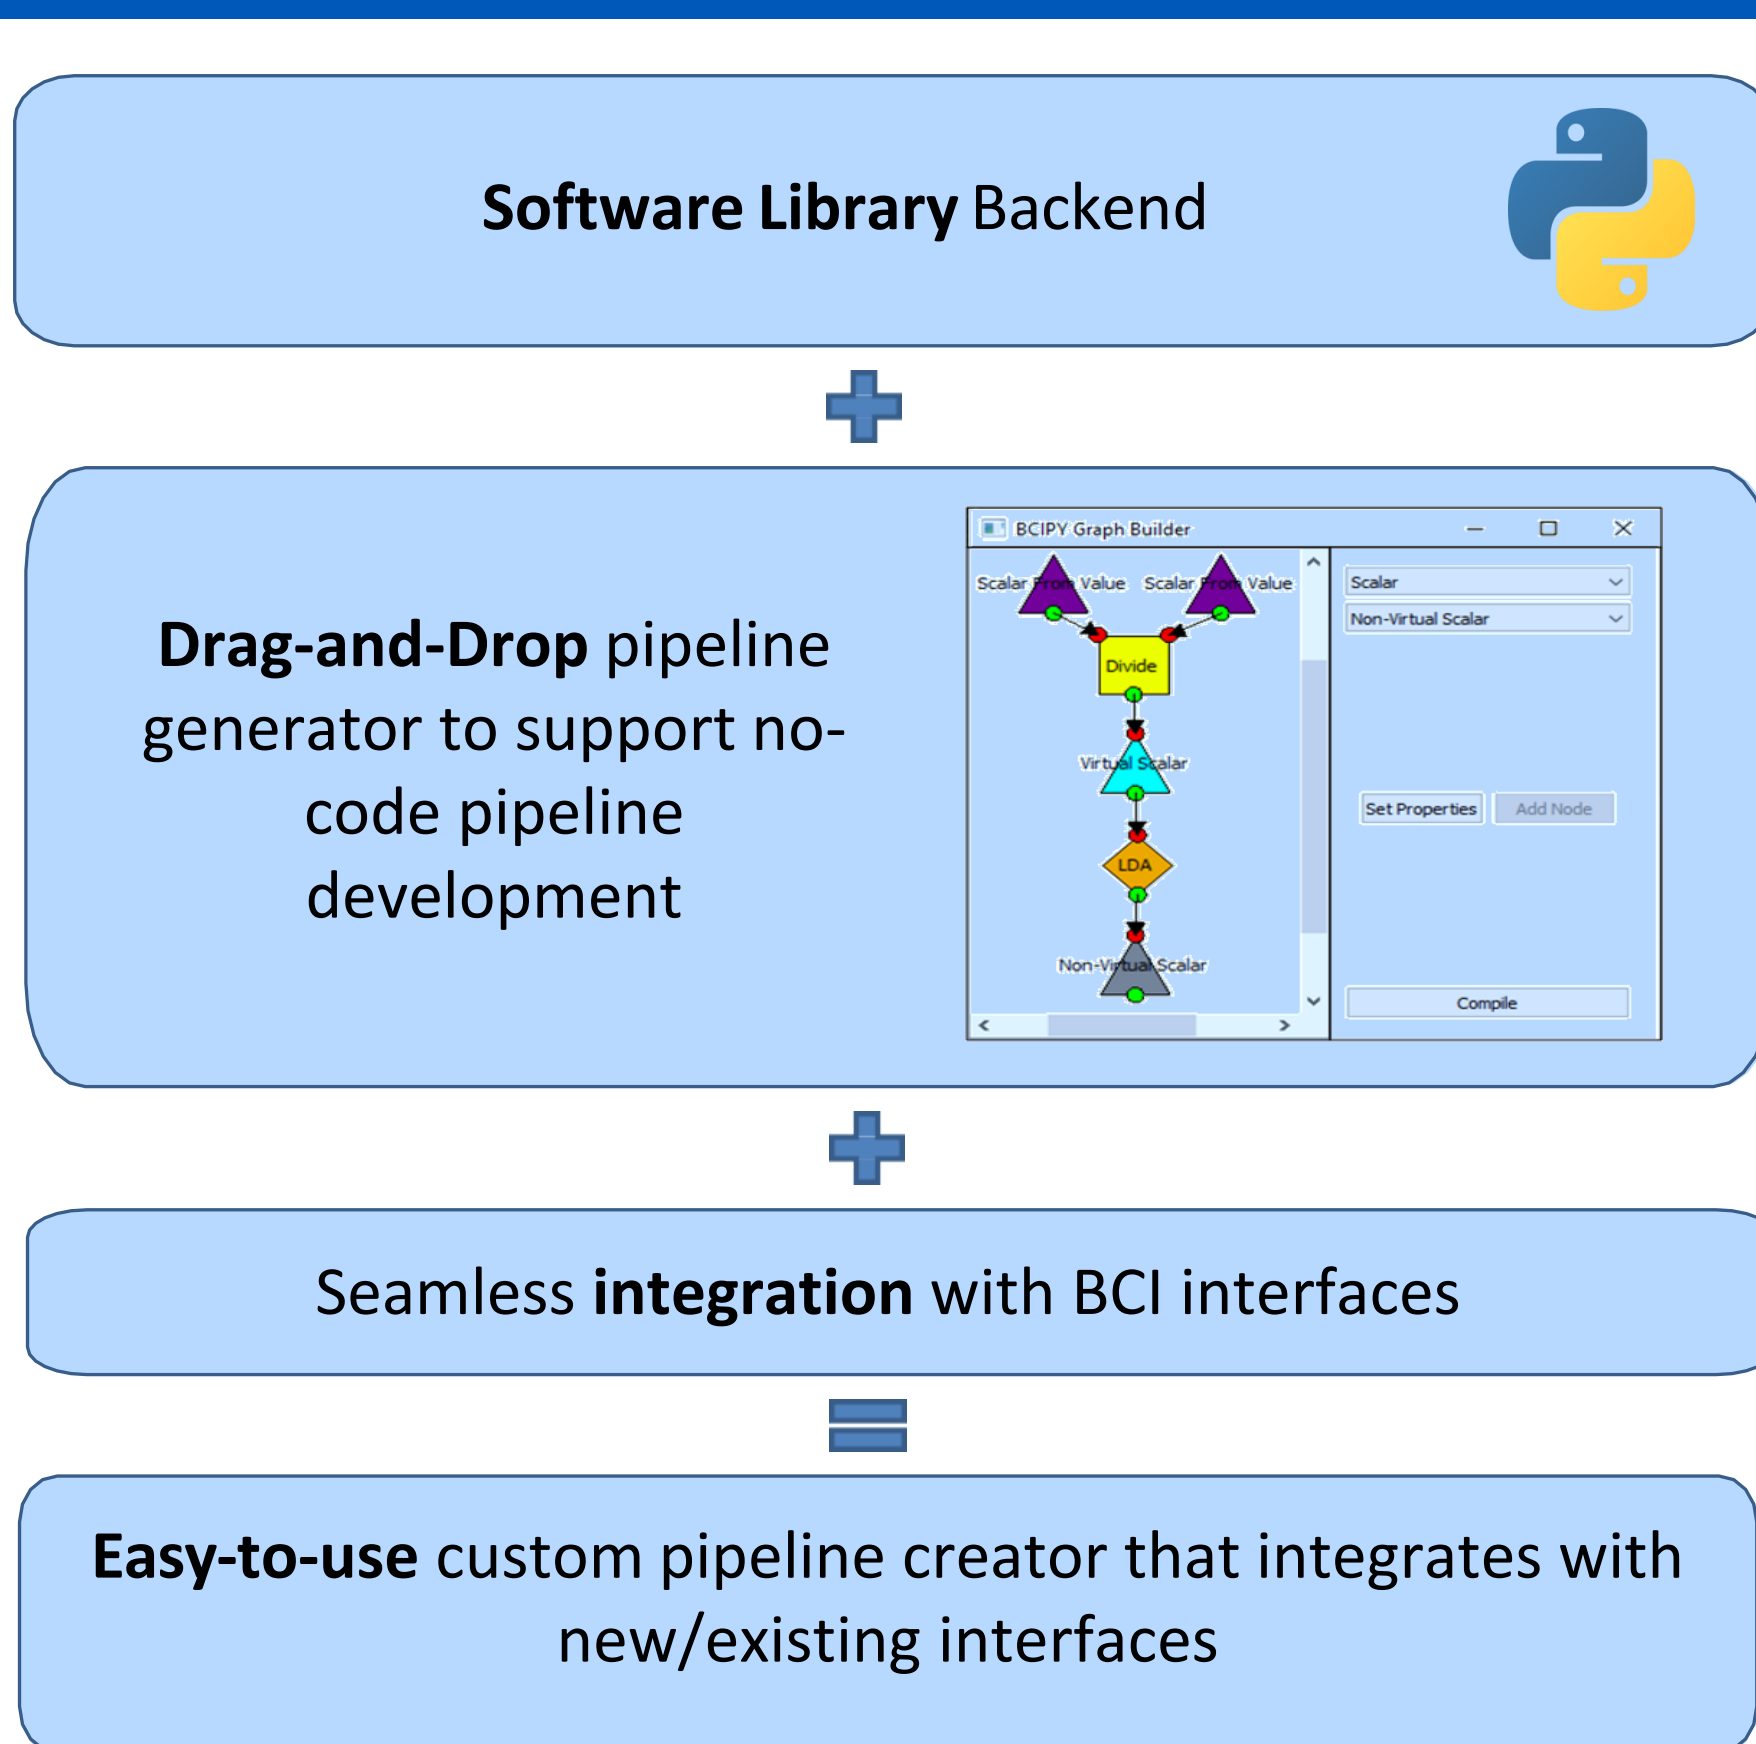 Software Library Backend
Drag-and-Drop pipeline
generator to support no-
code pipeline
development
BCIPY Graph Builder
Scalar From Value
Scalar From Value
Divide
Virtual Scalar
LDA
Non-Virtual Scalar
Scalar
Non-Virtual Scalar
Set Properties
Add Node
Compile
Seamless integration with BCI interfaces
Easy-to-use custom pipeline creator that integrates with
new/existing interfaces